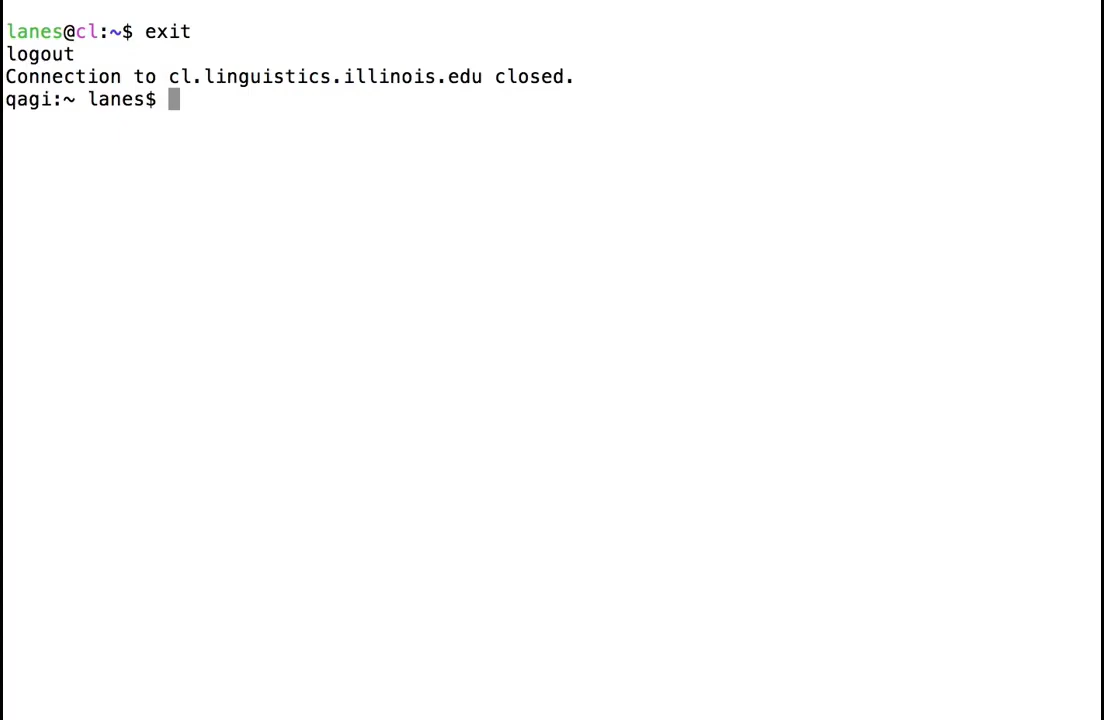 lanes@cl:~$ exit
logout
Connection to cl.linguistics.illinois.edu closed.
qagi:~ lanes$